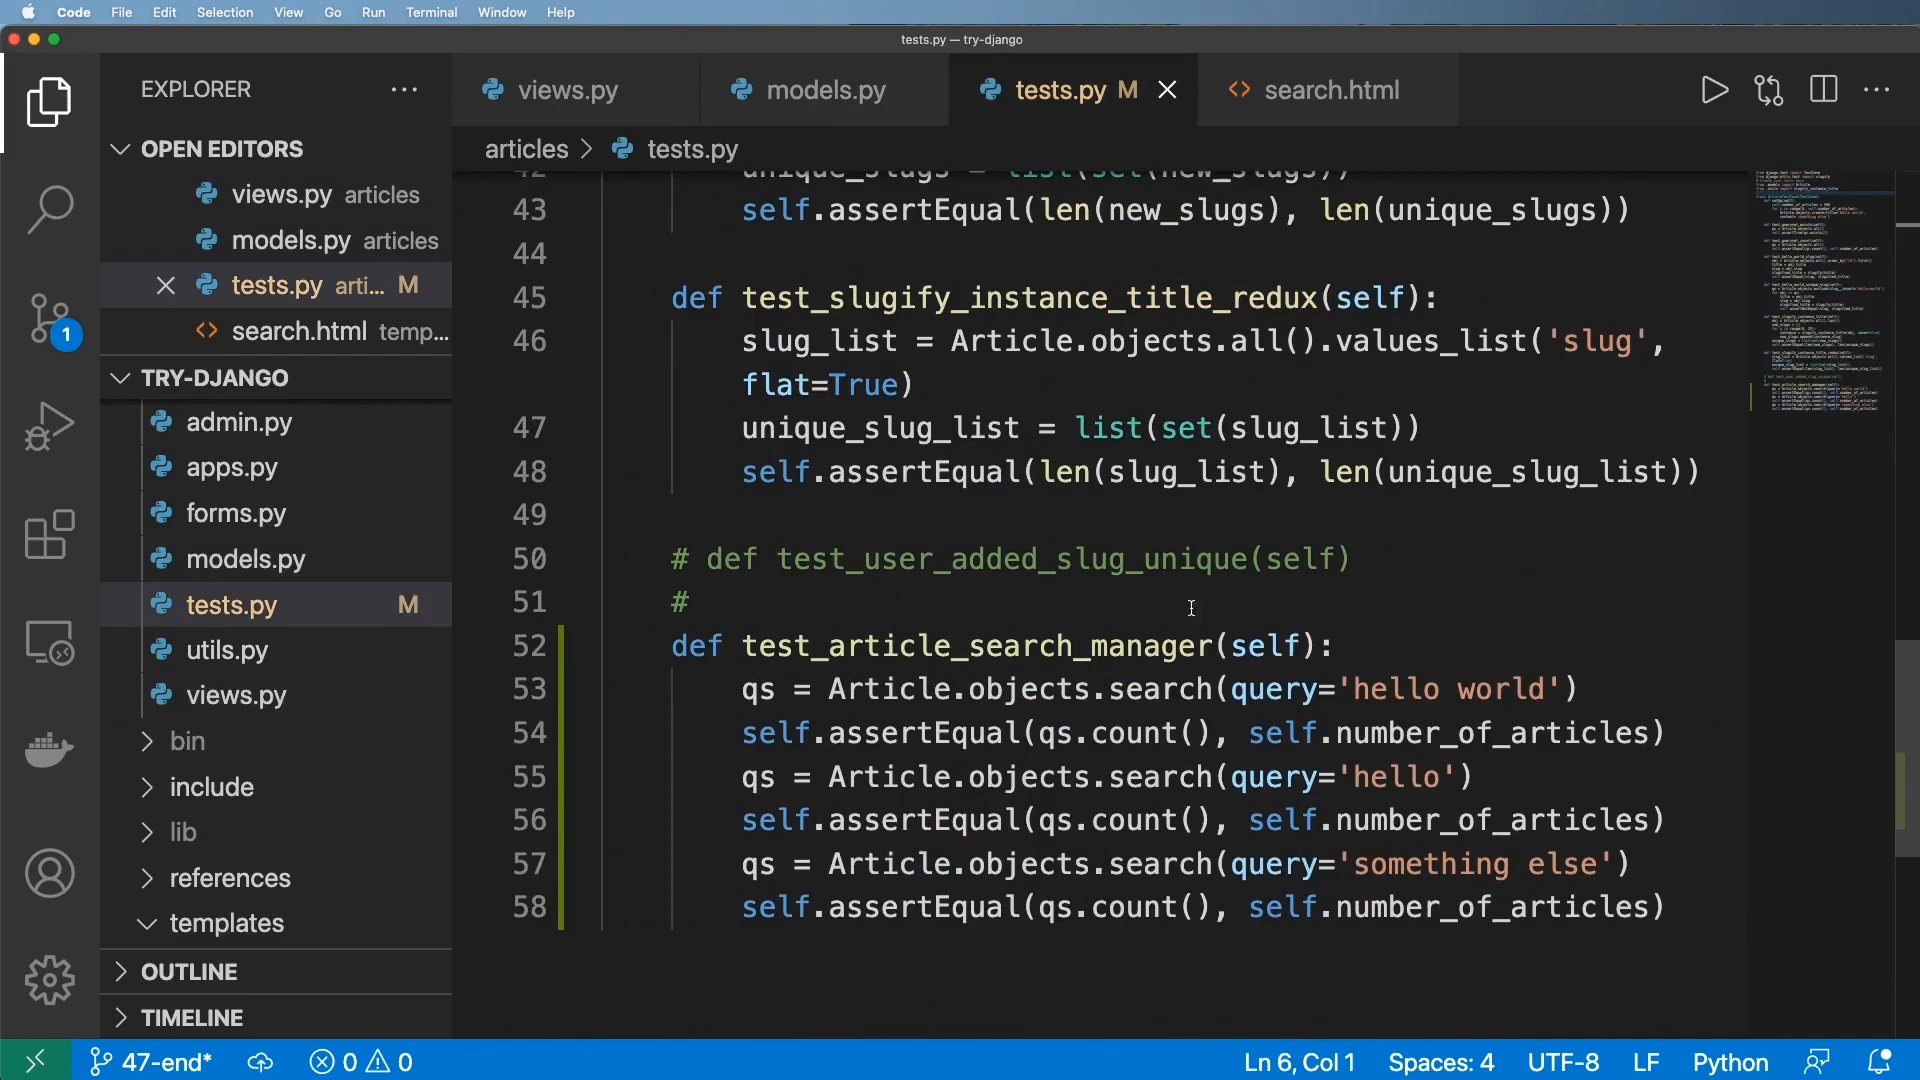 Code File Edit Selection View Go Run Terminal Window Help
tests.py — try-django
EXPLORER
views.py
models.py
tests.py M
search.html
OPEN EDITORS
views.py articles
models.py articles
tests.py arti... M
search.html temp...
TRY-DJANGO
admin.py
apps.py
forms.py
models.py
tests.py M
utils.py
views.py
bin
include
lib
references
templates
OUTLINE
TIMELINE
1
articles > tests.py
42 unique_slugs = list(set(new_slugs))
43 self.assertEqual(len(new_slugs), len(unique_slugs))
44
45 def test_slugify_instance_title_redux(self):
46 slug_list = Article.objects.all().values_list('slug',
flat=True)
47 unique_slug_list = list(set(slug_list))
48 self.assertEqual(len(slug_list), len(unique_slug_list))
49
50 # def test_user_added_slug_unique(self)
51 #
52 def test_article_search_manager(self):
53 qs = Article.objects.search(query='hello world')
54 self.assertEqual(qs.count(), self.number_of_articles)
55 qs = Article.objects.search(query='hello')
56 self.assertEqual(qs.count(), self.number_of_articles)
57 qs = Article.objects.search(query='something else')
58 self.assertEqual(qs.count(), self.number_of_articles)
47-end* 0 0 Ln 6, Col 1 Spaces: 4 UTF-8 LF Python